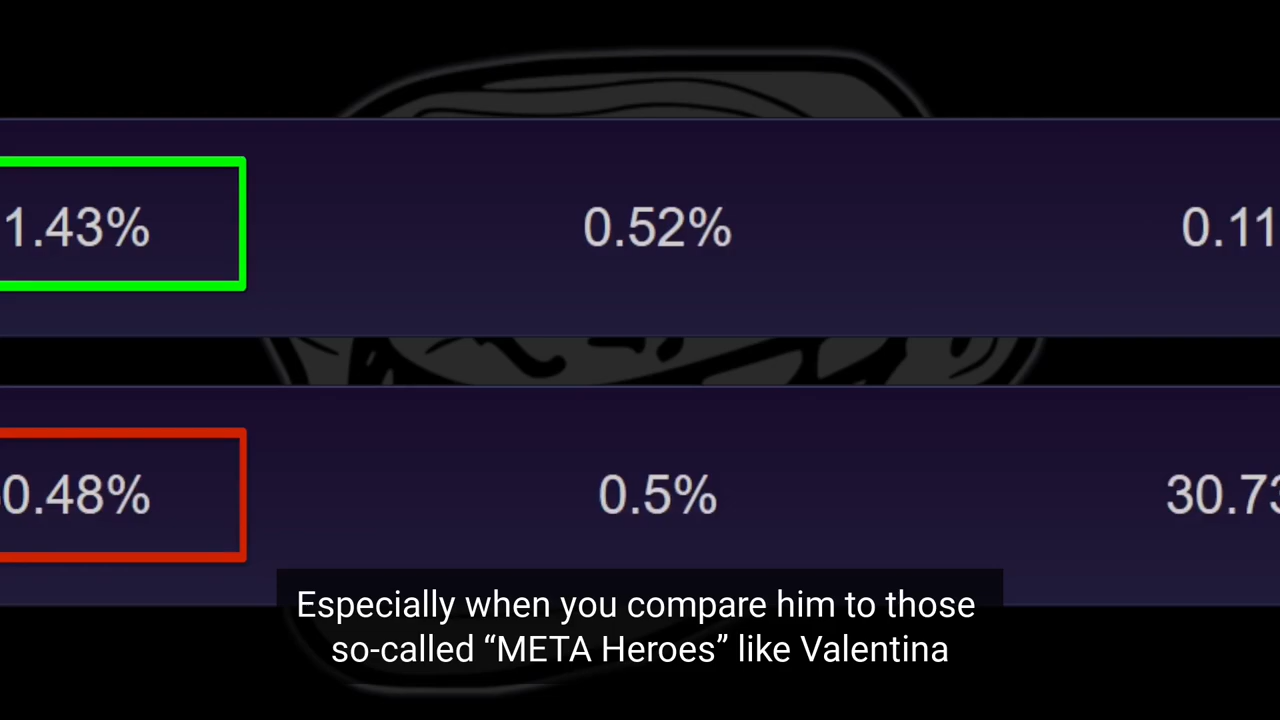 1.43% 0.52% 0.11
0.48% 0.5% 30.73
Especially when you compare him to those
so-called “META Heroes” like Valentina